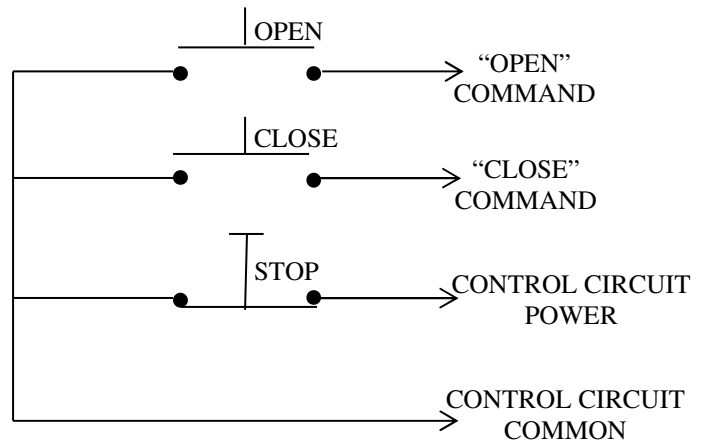 OPEN
“OPEN”
COMMAND
CLOSE
“CLOSE”
COMMAND
STOP
CONTROL CIRCUIT
POWER
CONTROL CIRCUIT
COMMON